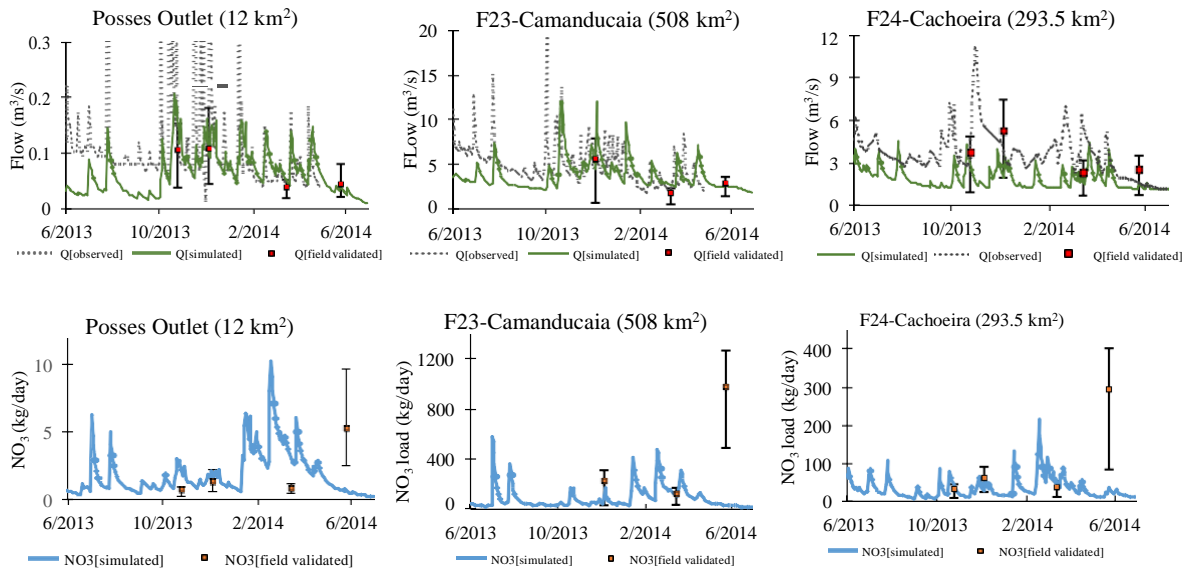 Posses Outlet (12 km²)
Flow (m³/s)
0.3
0.2
0.1
0
6/2013 10/2013 2/2014 6/2014
Q[observed] Q[simulated] Q[field validated]
F23-Camanducaia (508 km²)
FLow (m³/s)
20
15
10
5
0
6/2013 10/2013 2/2014 6/2014
Q[observed] Q[simulated] Q[field validated]
F24-Cachoeira (293.5 km²)
Flow (m³/s)
12
9
6
3
0
6/2013 10/2013 2/2014 6/2014
Q[simulated] Q[observed] Q[field validated]
Posses Outlet (12 km²)
NO₃ (kg/day)
10
5
0
6/2013 10/2013 2/2014 6/2014
NO3[simulated] NO3[field validated]
F23-Camanducaia (508 km²)
NO₃ load (kg/day)
1200
800
400
0
6/2013 10/2013 2/2014 6/2014
NO3[simulated] NO3[field validated]
F24-Cachoeira (293.5 km²)
NO₃ load (kg/day)
400
300
200
100
0
6/2013 10/2013 2/2014 6/2014
NO3[simulated] NO3[field validated]